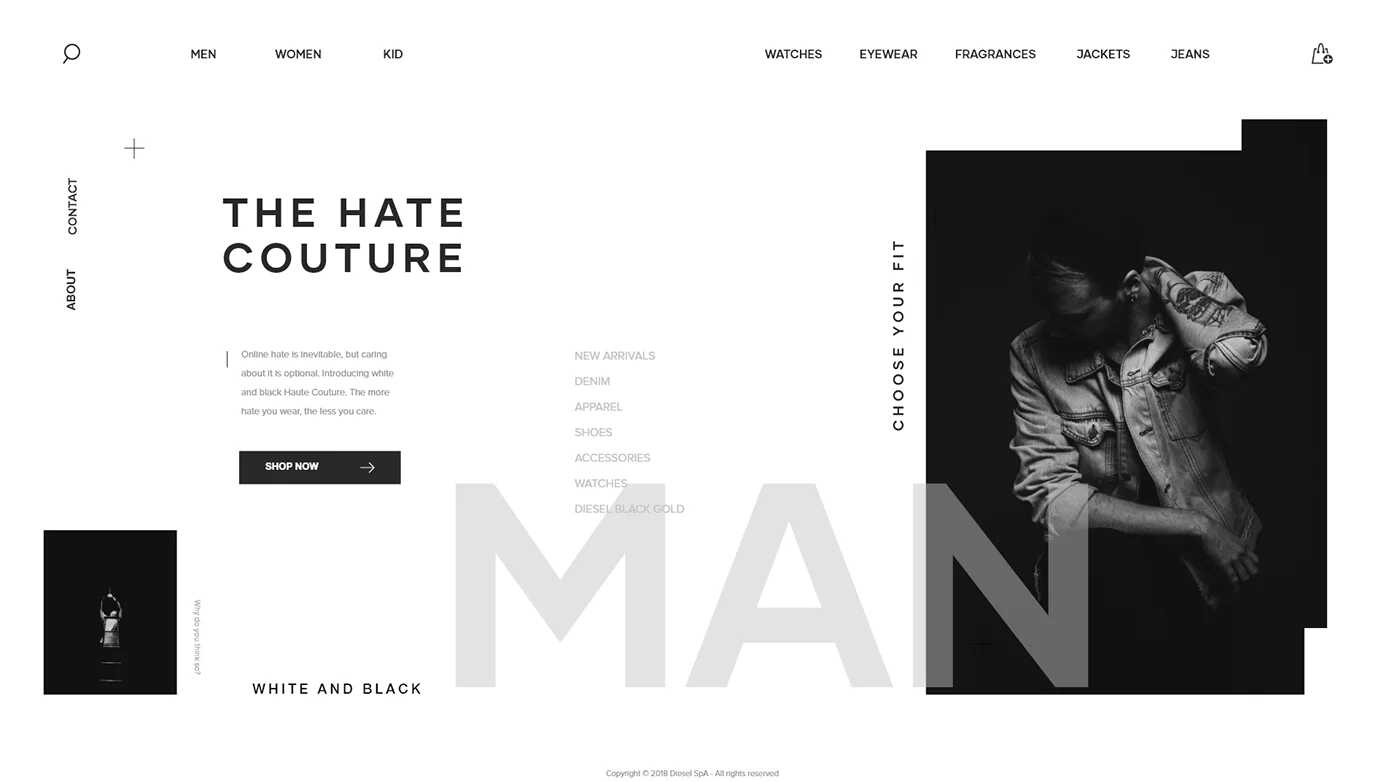 MEN
WOMEN
KID
WATCHES
EYEWEAR
FRAGRANCES
JACKETS
JEANS
CONTACT
ABOUT
THE HATE
COUTURE
Online hate is inevitable, but caring
about it is optional. Introducing white
and black Haute Couture. The more
hate you wear, the less you care.
SHOP NOW
NEW ARRIVALS
DENIM
APPAREL
SHOES
ACCESSORIES
WATCHES
DIESEL BLACK GOLD
CHOOSE YOUR FIT
MAN
Why do you think so?
WHITE AND BLACK
Copyright © 2018 Diesel SpA - All rights reserved